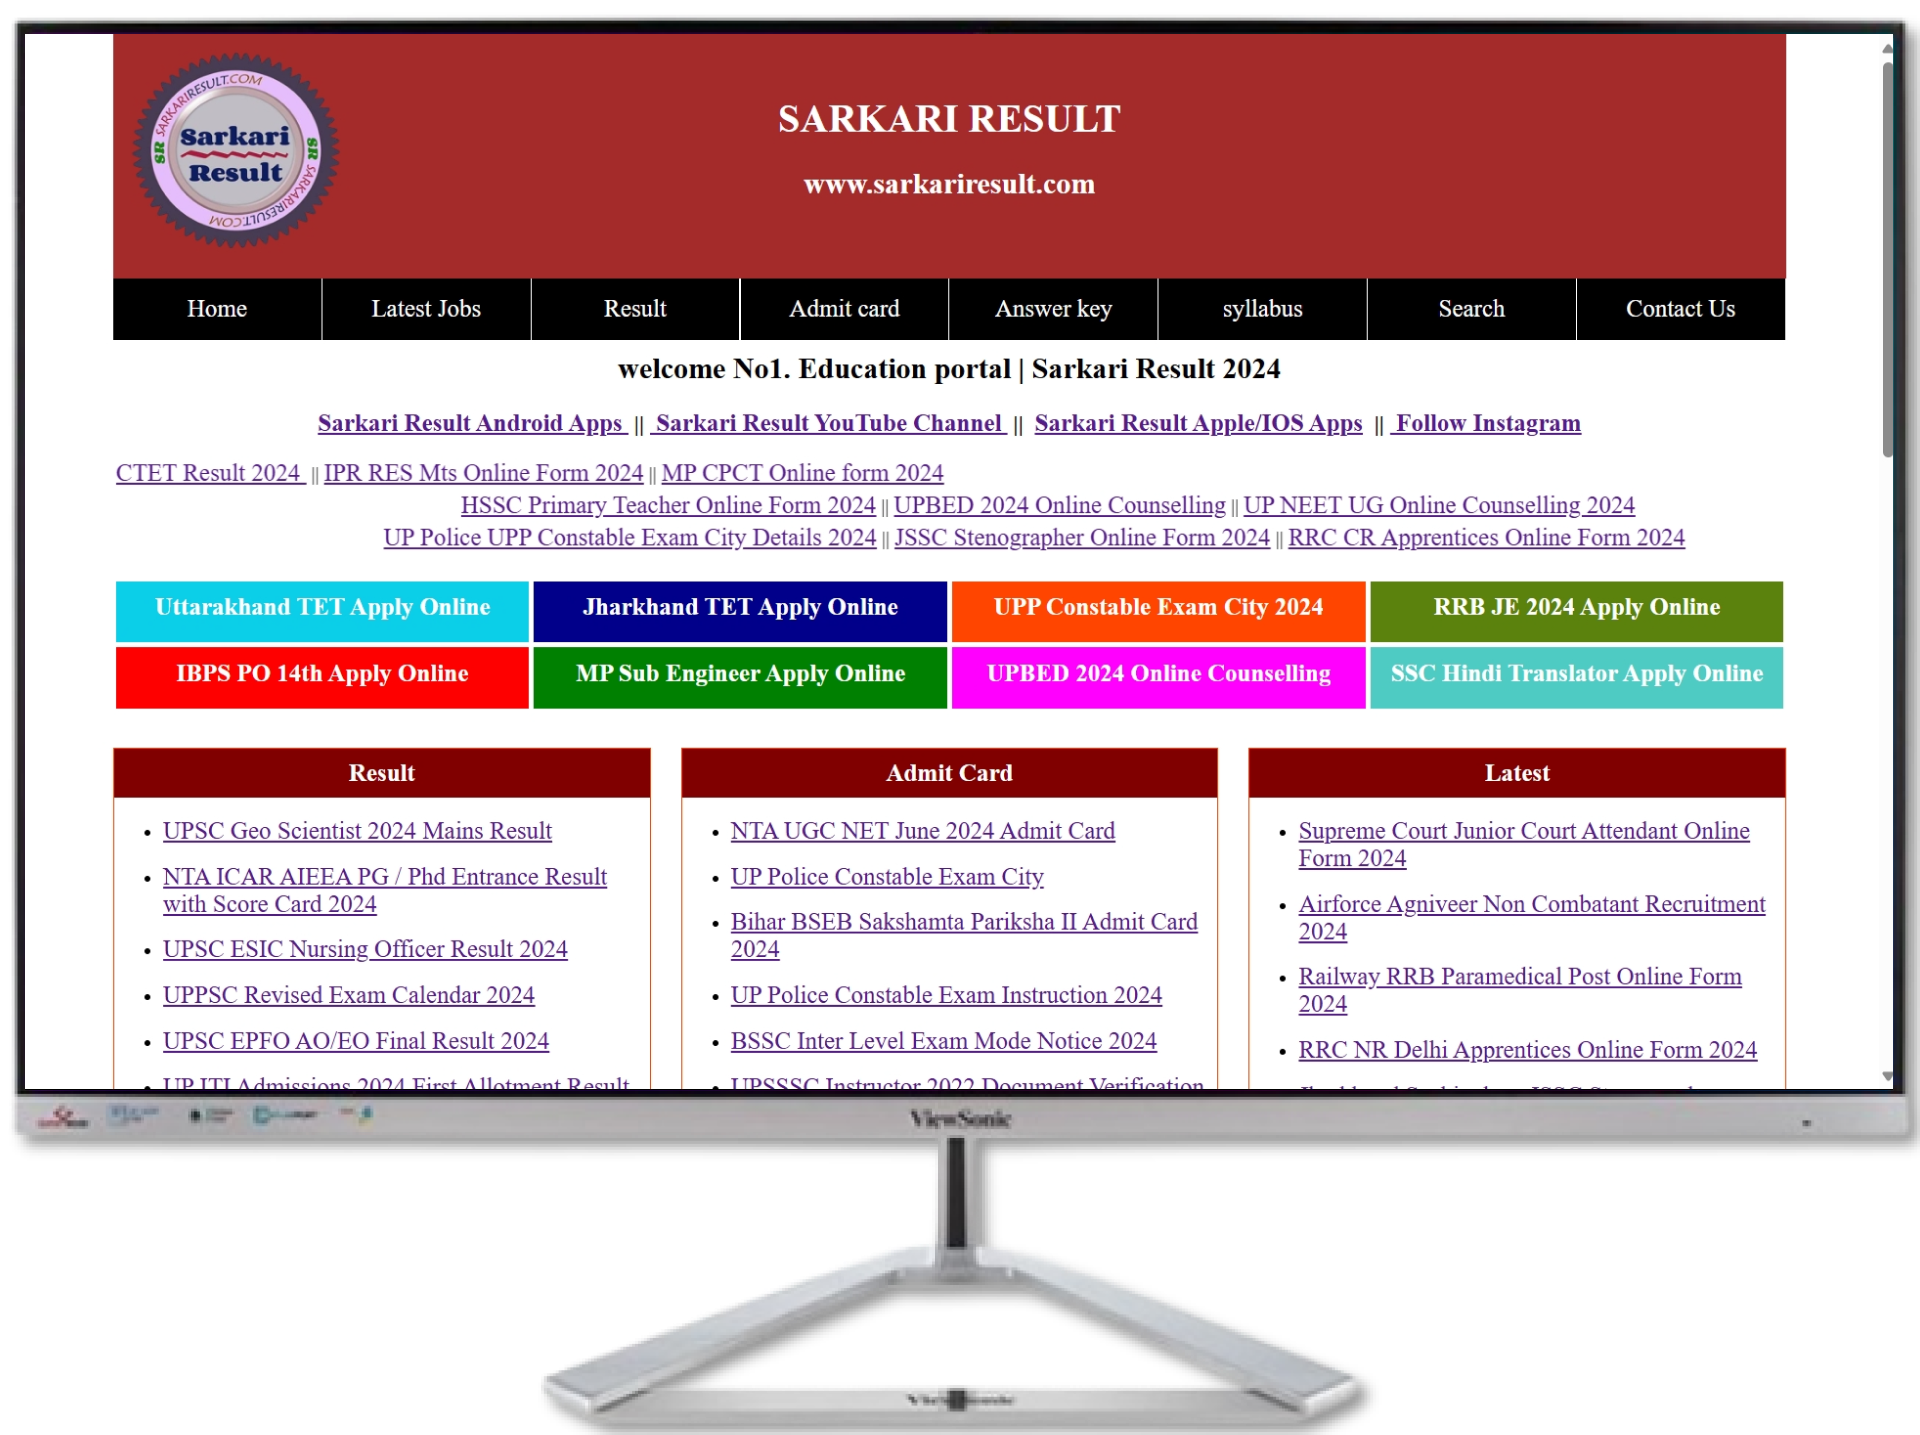 SARKARIRESULT.COM
SR
Sarkari
Result
SR
SARKARIRESULT.COM
SARKARI RESULT
www.sarkariresult.com
Home
Latest Jobs
Result
Admit card
Answer key
syllabus
Search
Contact Us
welcome No1. Education portal | Sarkari Result 2024
Sarkari Result Android Apps || Sarkari Result YouTube Channel || Sarkari Result Apple/IOS Apps || Follow Instagram
CTET Result 2024 || IPR RES Mts Online Form 2024 || MP CPCT Online form 2024
HSSC Primary Teacher Online Form 2024 || UPBED 2024 Online Counselling || UP NEET UG Online Counselling 2024
UP Police UPP Constable Exam City Details 2024 || JSSC Stenographer Online Form 2024 || RRC CR Apprentices Online Form 2024
Uttarakhand TET Apply Online
Jharkhand TET Apply Online
UPP Constable Exam City 2024
RRB JE 2024 Apply Online
IBPS PO 14th Apply Online
MP Sub Engineer Apply Online
UPBED 2024 Online Counselling
SSC Hindi Translator Apply Online
Result
UPSC Geo Scientist 2024 Mains Result
NTA ICAR AIEEA PG / Phd Entrance Result
with Score Card 2024
UPSC ESIC Nursing Officer Result 2024
UPPSC Revised Exam Calendar 2024
UPSC EPFO AO/EO Final Result 2024
UP ITI Admissions 2024 First Allotment Result
Admit Card
NTA UGC NET June 2024 Admit Card
UP Police Constable Exam City
Bihar BSEB Sakshamta Pariksha II Admit Card
2024
UP Police Constable Exam Instruction 2024
BSSC Inter Level Exam Mode Notice 2024
UPSSSC Instructor 2022 Document Verification
Latest
Supreme Court Junior Court Attendant Online
Form 2024
Airforce Agniveer Non Combatant Recruitment
2024
Railway RRB Paramedical Post Online Form
2024
RRC NR Delhi Apprentices Online Form 2024
ViewSonic